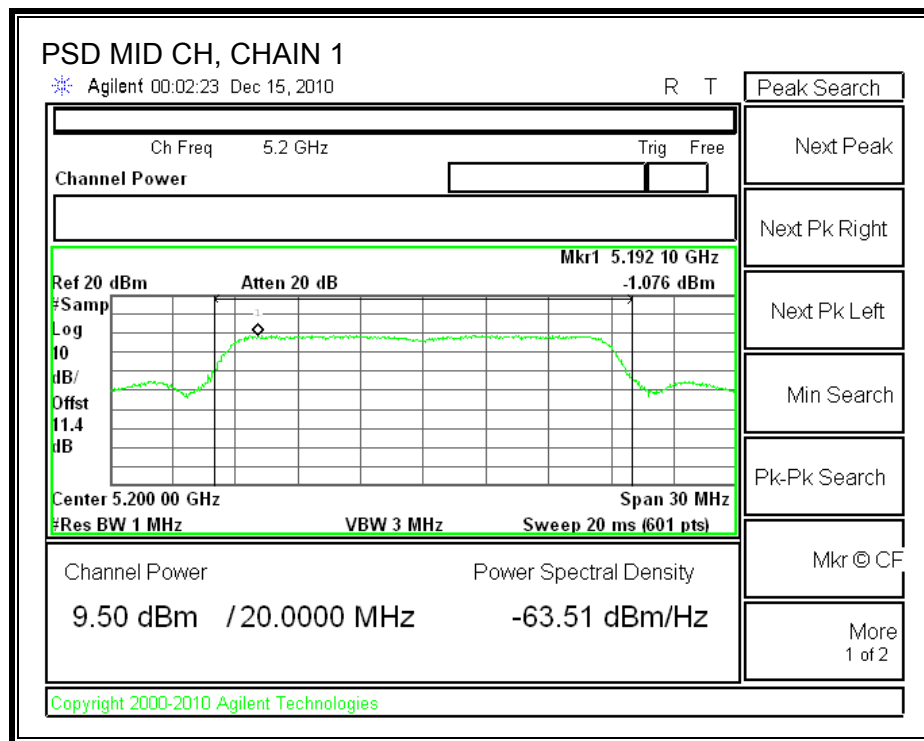 PSD MID CH, CHAIN 1
Agilent 00:02:23 Dec 15, 2010 R T
Peak Search
Ch Freq 5.2 GHz Trig Free
Channel Power
Next Peak
Next Pk Right
Mkr1 5.192 10 GHz
Ref 20 dBm Atten 20 dB -1.076 dBm
#Samp
Log
10
dB/
Offst
11.4
dB
1
Next Pk Left
Min Search
Pk-Pk Search
Center 5.200 00 GHz Span 30 MHz
#Res BW 1 MHz VBW 3 MHz Sweep 20 ms (601 pts)
Channel Power Power Spectral Density
9.50 dBm / 20.0000 MHz -63.51 dBm/Hz
Mkr © CF
More
1 of 2
Copyright 2000-2010 Agilent Technologies